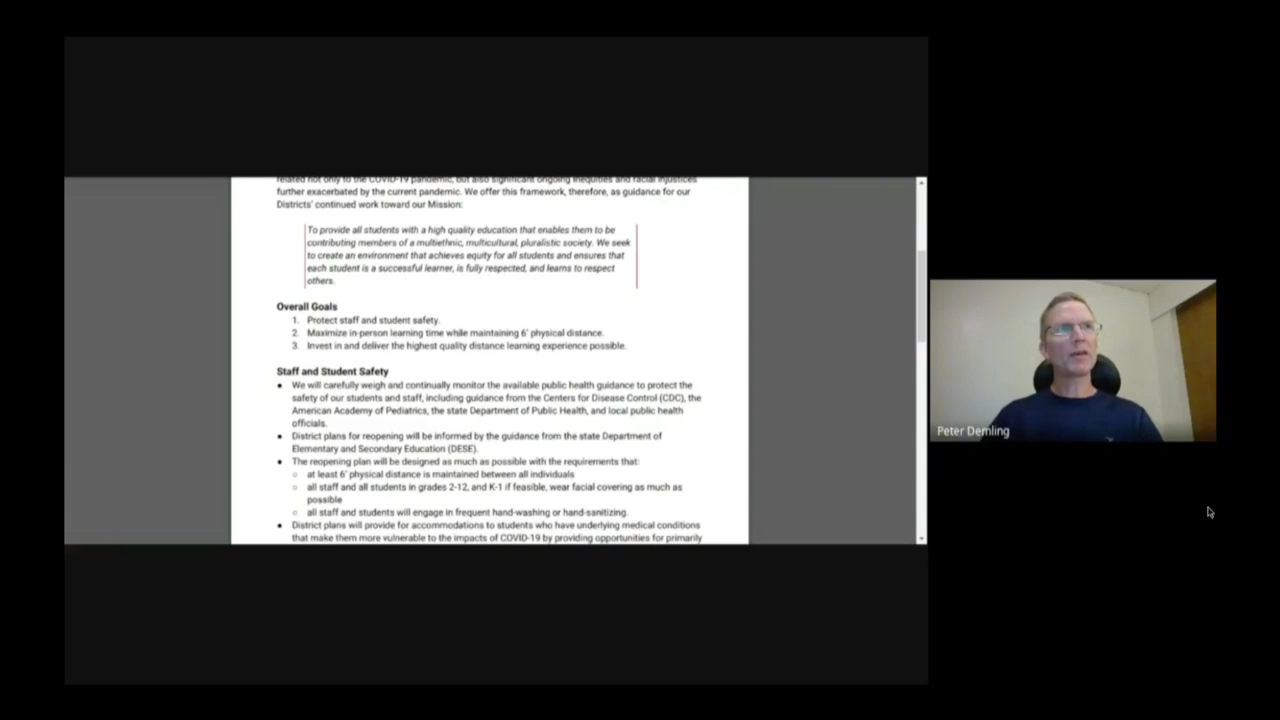 related not only to the COVID-19 pandemic, but also significant ongoing inequities and racial injustices
further exacerbated by the current pandemic. We offer this framework, therefore, as guidance for our
Districts' continued work toward our Mission:
To provide all students with a high quality education that enables them to be
contributing members of a multiethnic, multicultural, pluralistic society. We seek
to create an environment that achieves equity for all students and ensures that
each student is a successful learner, is fully respected, and learns to respect
others.
Overall Goals
1. Protect staff and student safety.
2. Maximize in-person learning time while maintaining 6' physical distance.
3. Invest in and deliver the highest quality distance learning experience possible.
Staff and Student Safety
● We will carefully weigh and continually monitor the available public health guidance to protect the
safety of our students and staff, including guidance from the Centers for Disease Control (CDC), the
American Academy of Pediatrics, the state Department of Public Health, and local public health
officials.
● District plans for reopening will be informed by the guidance from the state Department of
Elementary and Secondary Education (DESE).
● The reopening plan will be designed as much as possible with the requirements that:
○ at least 6' physical distance is maintained between all individuals
○ all staff and all students in grades 2-12, and K-1 if feasible, wear facial covering as much as
possible
○ all staff and students will engage in frequent hand-washing or hand-sanitizing.
● District plans will provide for accommodations to students who have underlying medical conditions
that make them more vulnerable to the impacts of COVID-19 by providing opportunities for primarily
Peter Demling